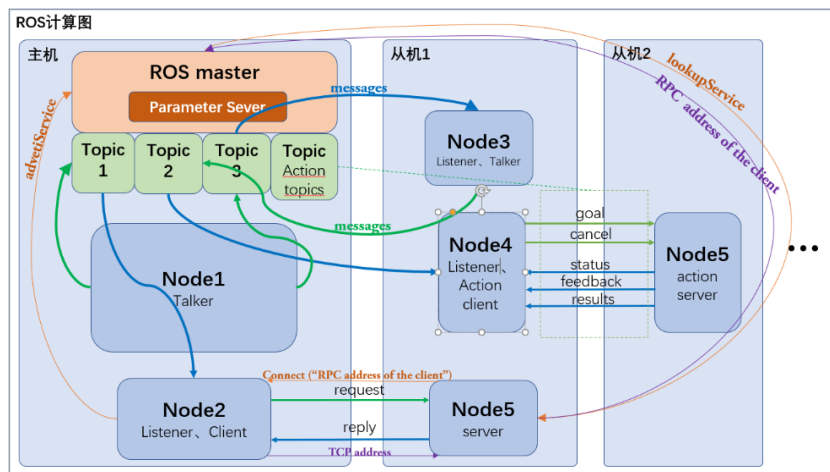 ROS计算图
主机
从机1
从机2
ROS master
Parameter Sever
messages
lookupService
RPC address of the client
advetiService
Topic
1
Topic
2
Topic
3
Topic
Action
topics
Node3
Listener、Talker
messages
Node1
Talker
Node4
Listener、
Action
client
goal
cancel
status
feedback
results
Node5
action
server
...
Connect (“RPC address of the client”)
Node2
Listener、Client
request
reply
TCP address
Node5
server